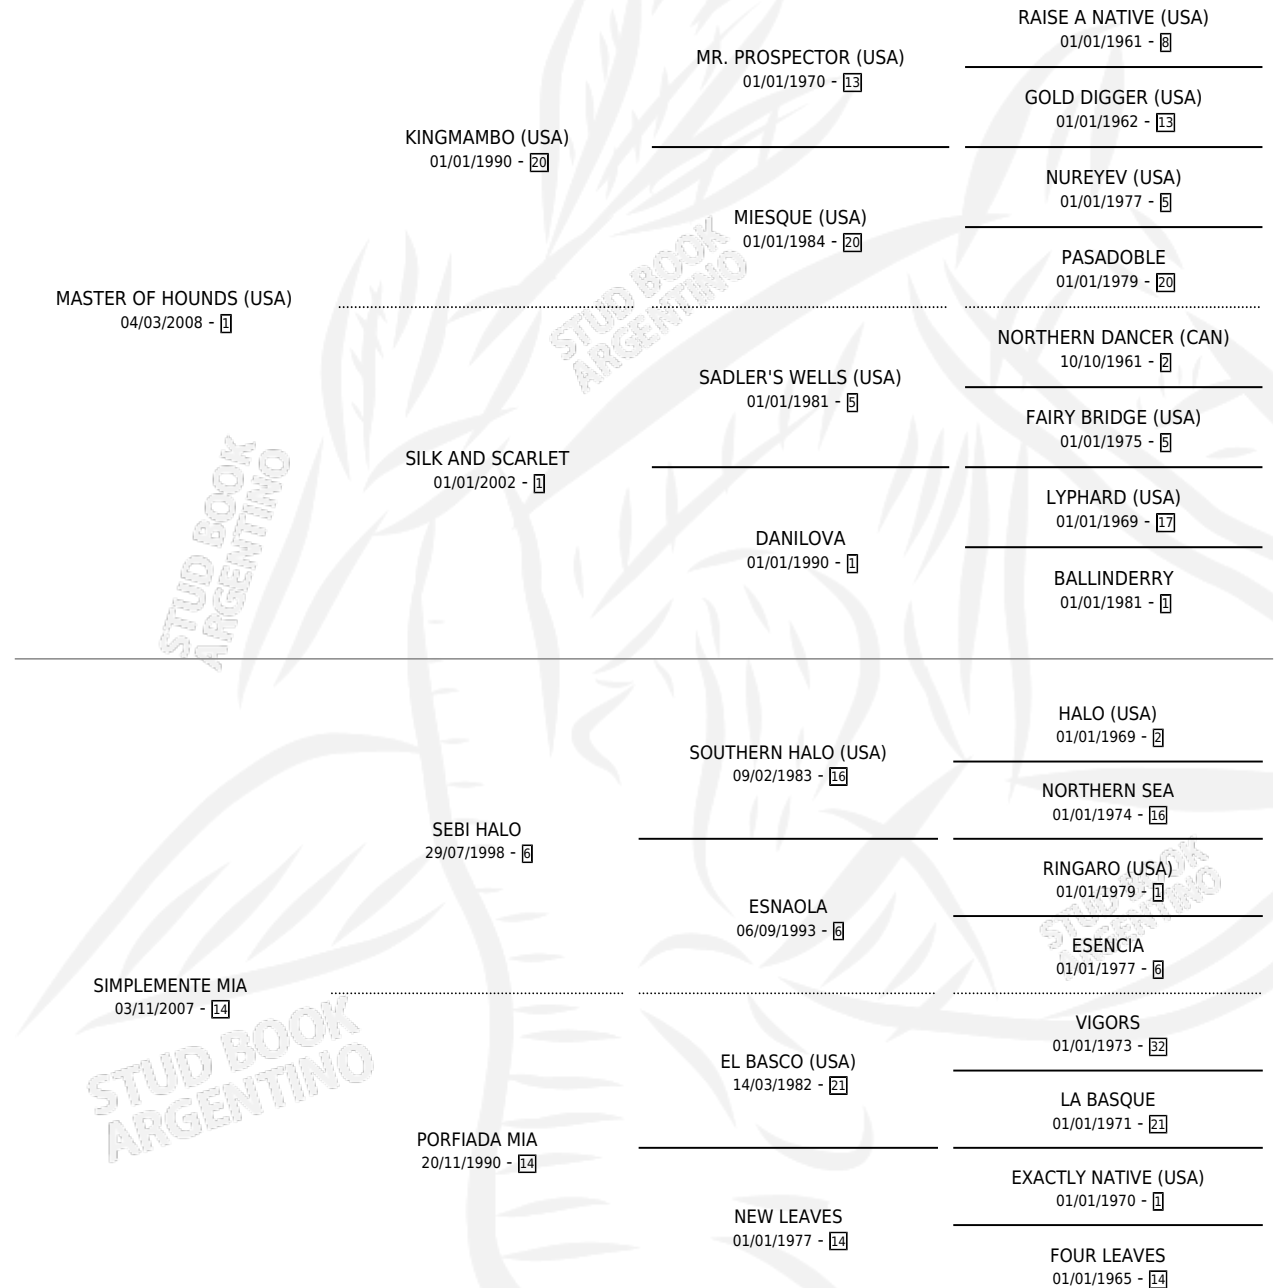 RAISE A NATIVE (USA)
01/01/1961 - 8
MR. PROSPECTOR (USA)
01/01/1970 - 13
GOLD DIGGER (USA)
01/01/1962 - 13
KINGMAMBO (USA)
01/01/1990 - 20
NUREYEV (USA)
01/01/1977 - 5
MIESQUE (USA)
01/01/1984 - 20
PASADOBLE
01/01/1979 - 20
MASTER OF HOUNDS (USA)
04/03/2008 - 1
NORTHERN DANCER (CAN)
10/10/1961 - 2
SADLER'S WELLS (USA)
01/01/1981 - 5
FAIRY BRIDGE (USA)
01/01/1975 - 5
SILK AND SCARLET
01/01/2002 - 1
LYPHARD (USA)
01/01/1969 - 17
DANILOVA
01/01/1990 - 1
BALLINDERRY
01/01/1981 - 1
HALO (USA)
01/01/1969 - 2
SOUTHERN HALO (USA)
09/02/1983 - 16
NORTHERN SEA
01/01/1974 - 16
SEBI HALO
29/07/1998 - 6
RINGARO (USA)
01/01/1979 - 1
ESNAOLA
06/09/1993 - 6
ESENCIA
01/01/1977 - 6
SIMPLEMENTE MIA
03/11/2007 - 14
VIGORS
01/01/1973 - 32
EL BASCO (USA)
14/03/1982 - 21
LA BASQUE
01/01/1971 - 21
PORFIADA MIA
20/11/1990 - 14
EXACTLY NATIVE (USA)
01/01/1970 - 1
NEW LEAVES
01/01/1977 - 14
FOUR LEAVES
01/01/1965 - 14
STUD BOOK
ARGENTINO
STUD BOOK
ARGENTINO
STUD BOOK
ARGENTINO
STUD BOOK
ARGENTINO